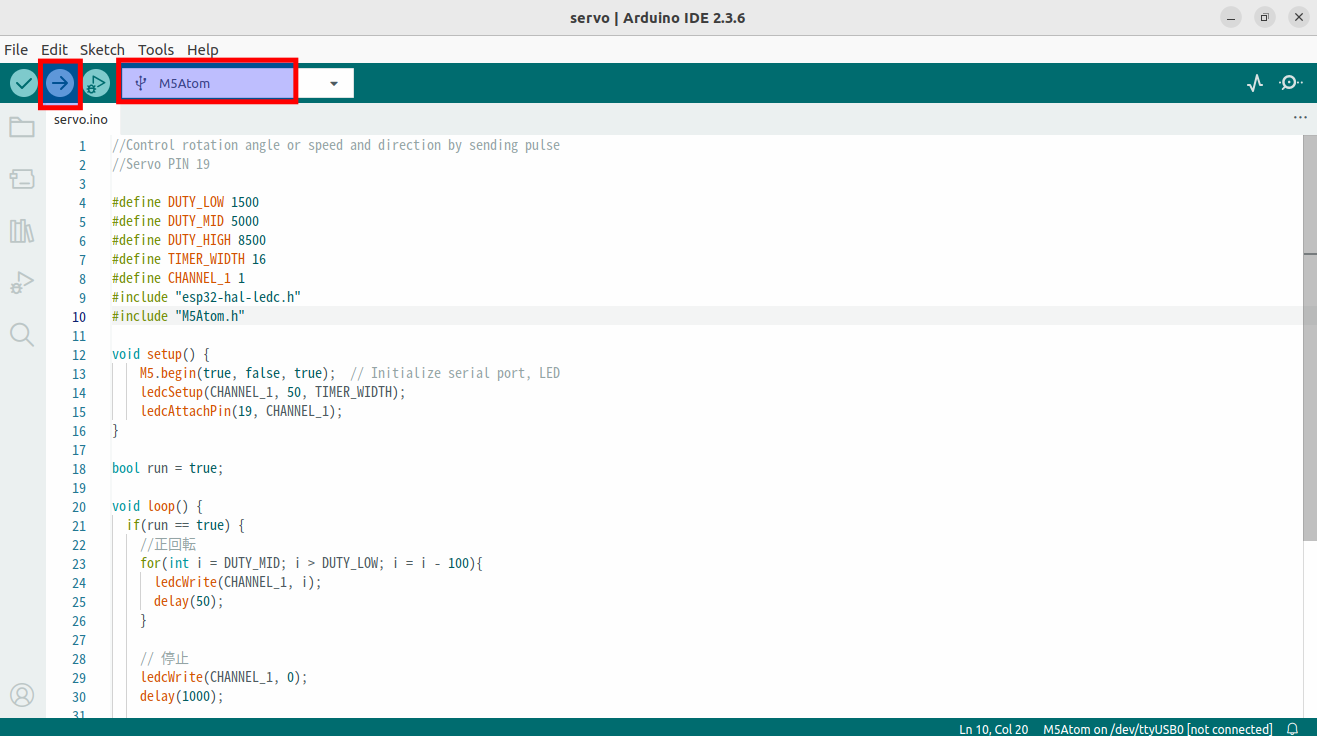 servo | Arduino IDE 2.3.6
File Edit Sketch Tools Help
M5Atom
servo.ino
1 //Control rotation angle or speed and direction by sending pulse
2 //Servo PIN 19
3
4 #define DUTY_LOW 1500
5 #define DUTY_MID 5000
6 #define DUTY_HIGH 8500
7 #define TIMER_WIDTH 16
8 #define CHANNEL_1 1
9 #include "esp32-hal-ledc.h"
10 #include "M5Atom.h"
11
12 void setup() {
13 M5.begin(true, false, true); // Initialize serial port, LED
14 ledcSetup(CHANNEL_1, 50, TIMER_WIDTH);
15 ledcAttachPin(19, CHANNEL_1);
16 }
17
18 bool run = true;
19
20 void loop() {
21 if(run == true) {
22 //正回転
23 for(int i = DUTY_MID; i > DUTY_LOW; i = i - 100){
24 ledcWrite(CHANNEL_1, i);
25 delay(50);
26 }
27
28 // 停止
29 ledcWrite(CHANNEL_1, 0);
30 delay(1000);
31
Ln 10, Col 20 M5Atom on /dev/ttyUSB0 [not connected]